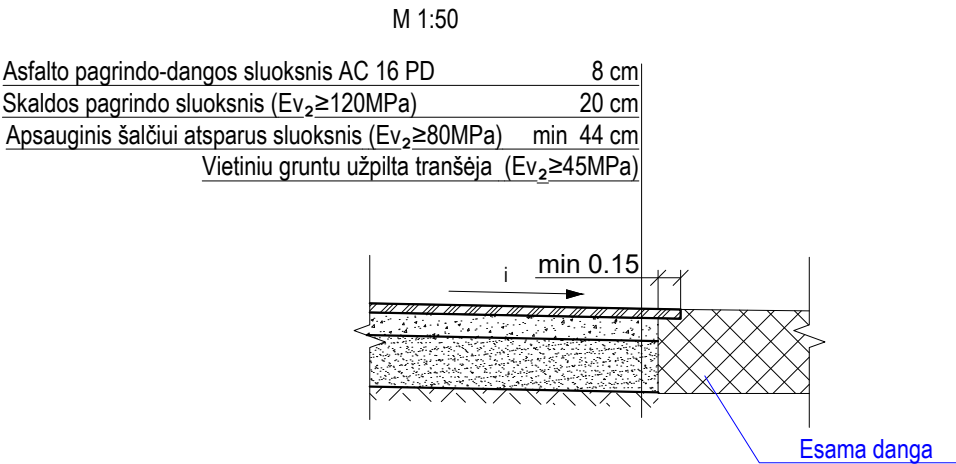 M 1:50
Asfalto pagrindo-dangos sluoksnis AC 16 PD 8 cm
Skaldos pagrindo sluoksnis (Ev₂≥120MPa) 20 cm
Apsauginis šalčiui atsparus sluoksnis (Ev₂≥80MPa) min 44 cm
Vietiniu gruntu užpilta tranšėja (Ev₂≥45MPa)
i min 0.15
Esama danga